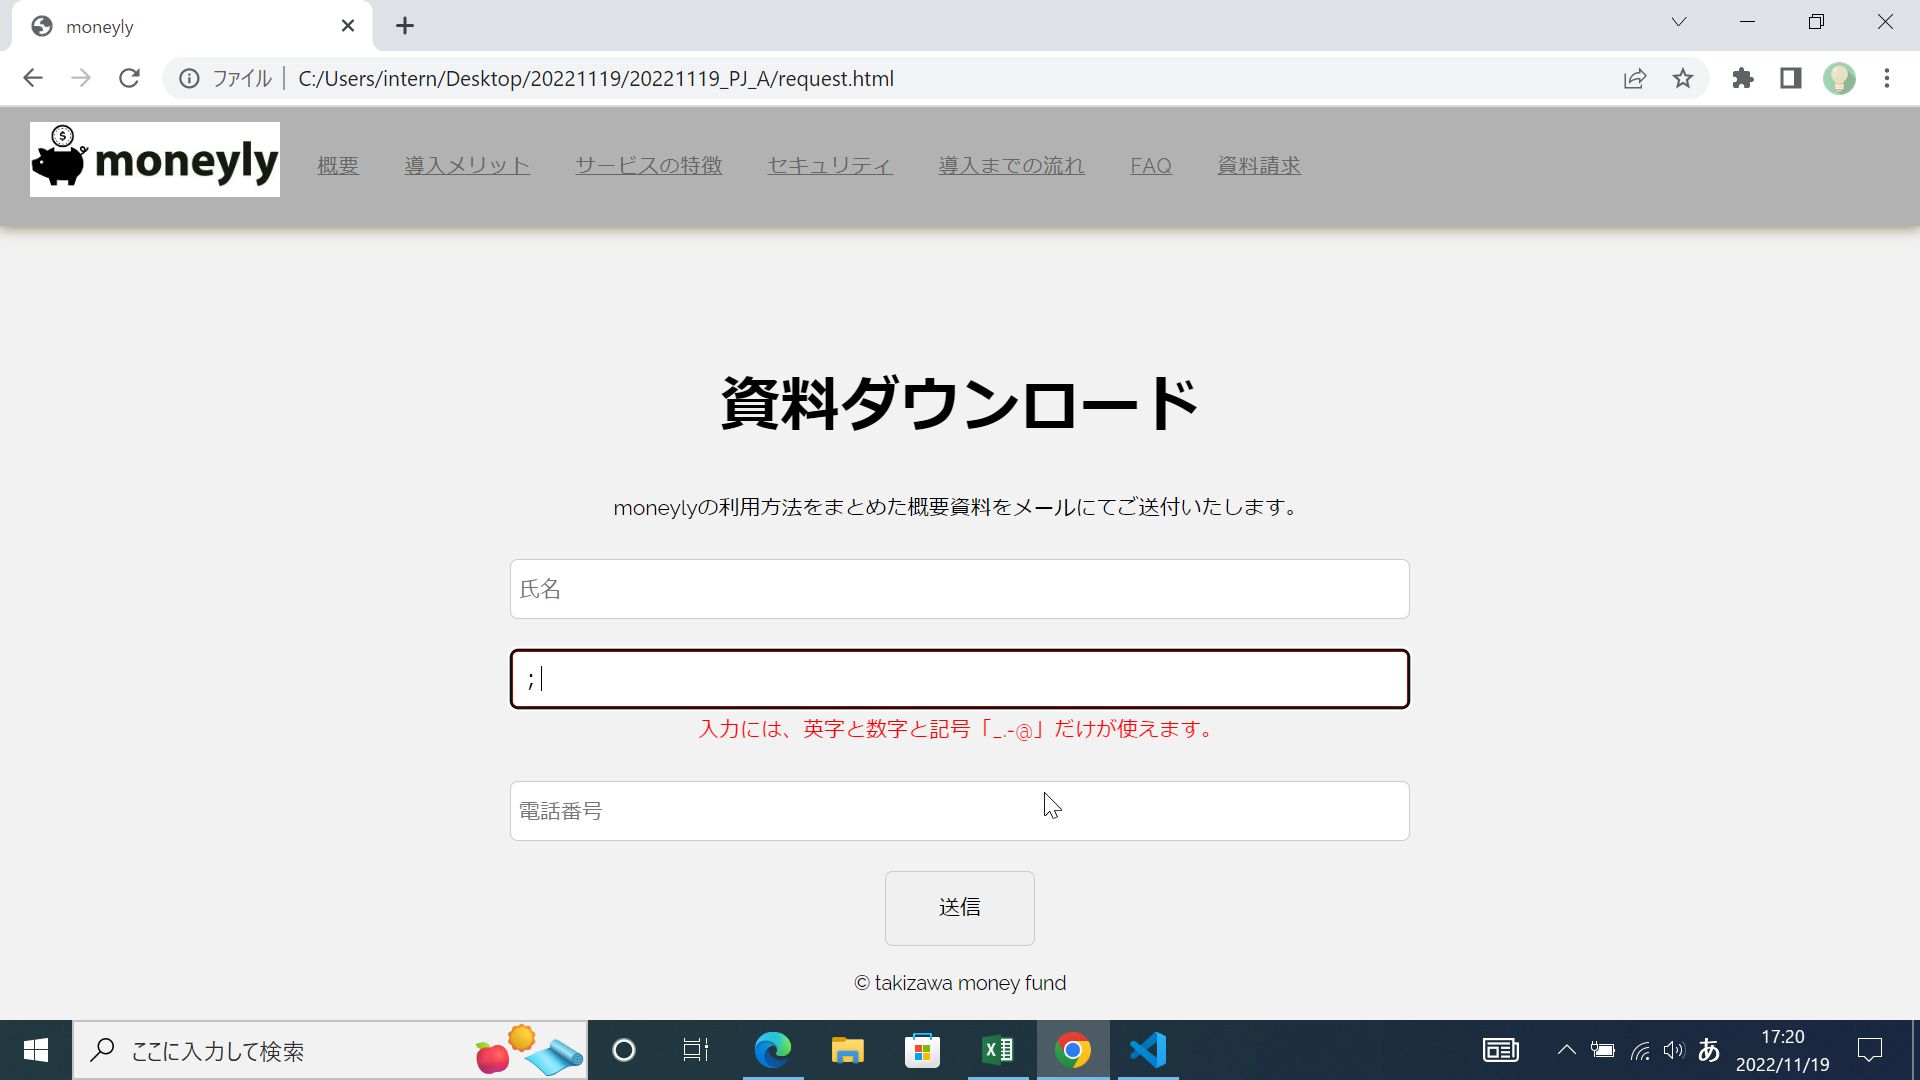 moneyly
ファイル C:/Users/intern/Desktop/20221119/20221119_PJ_A/request.html
moneyly 概要 導入メリット サービスの特徴 セキュリティ 導入までの流れ FAQ 資料請求
資料ダウンロード
moneylyの利用方法をまとめた概要資料をメールにてご送付いたします。
氏名
;
入力には、英字と数字と記号「_.-@」だけが使えます。
電話番号
送信
© takizawa money fund
ここに入力して検索
あ
17:20
2022/11/19